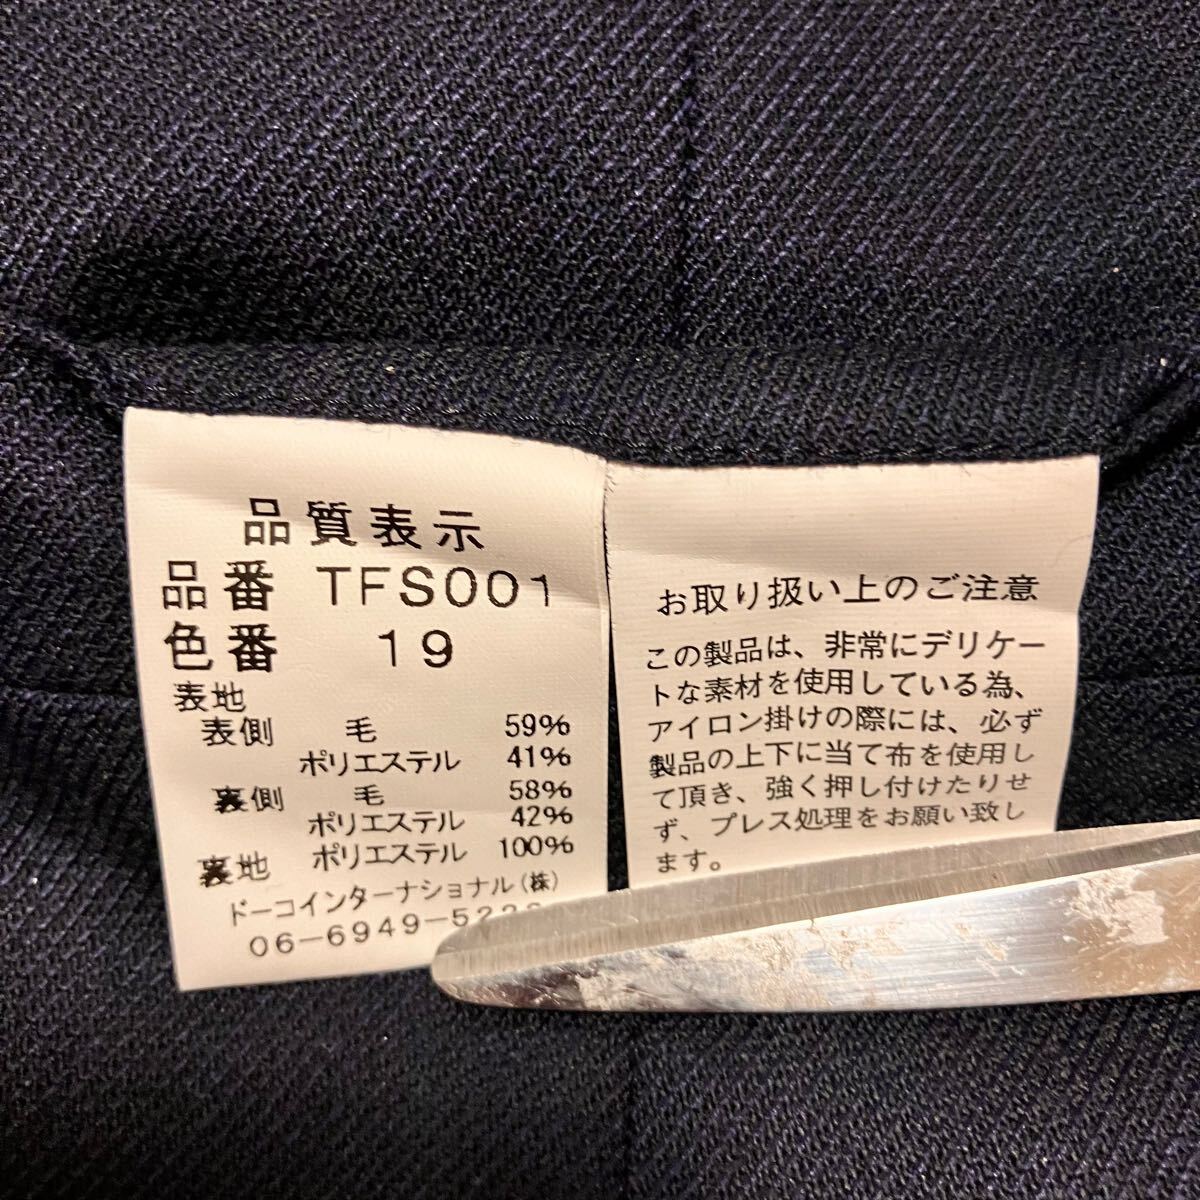 品質表示
品番 TFS001
色番 19
表地
表側 毛 59%
ポリエステル 41%
裏側 毛 58%
ポリエステル 42%
裏地 ポリエステル 100%
ドーコインターナショナル(株)
06-6949-
お取り扱い上のご注意
この製品は、非常にデリケー
トな素材を使用している為、
アイロン掛けの際には、必ず
製品の上下に当て布を使用し
て頂き、強く押し付けたりせ
ず、プレス処理をお願い致し
ます。